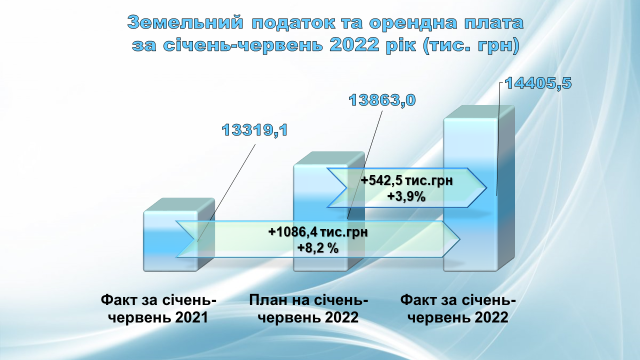 Земельний податок та орендна плата
за січень-червень 2022 рік (тис. грн)
14405,5
13863,0
13319,1
+542,5 тис.грн
+3,9%
+1086,4 тис.грн
+8,2 %
Факт за січень-
червень 2021
План на січень-
червень 2022
Факт за січень-
червень 2022